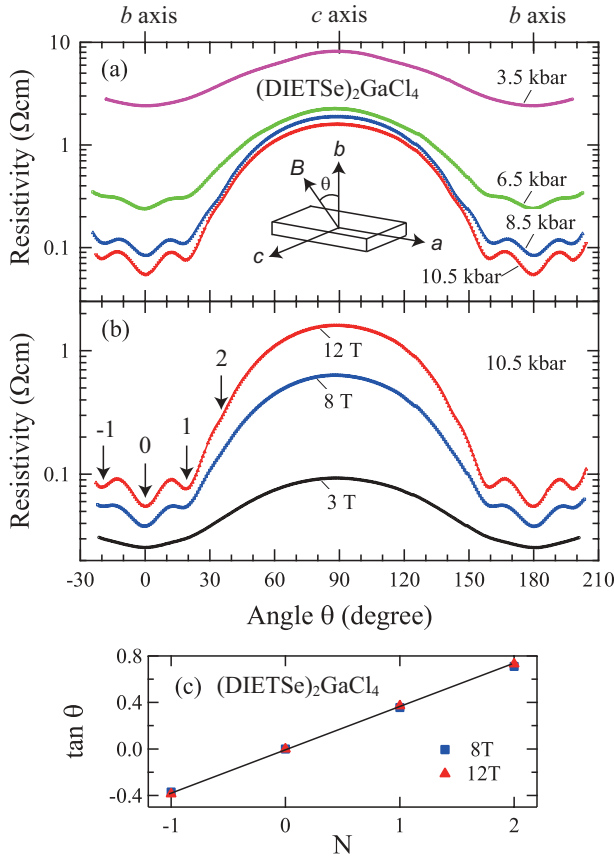 b axis c axis b axis
10
(a)
(DIETSe)₂GaCl₄
3.5 kbar
Resistivity (Ωcm)
1
B θ b
6.5 kbar
8.5 kbar
c a
0.1
10.5 kbar
(b)
2
12 T
10.5 kbar
1
8 T
Resistivity (Ωcm)
-1 0 1
0.1
3 T
-30 0 30 60 90 120 150 180 210
Angle θ (degree)
0.8
(c) (DIETSe)₂GaCl₄
tan θ
0.4
0.0
8T
12T
-0.4
-1 0 1 2
N